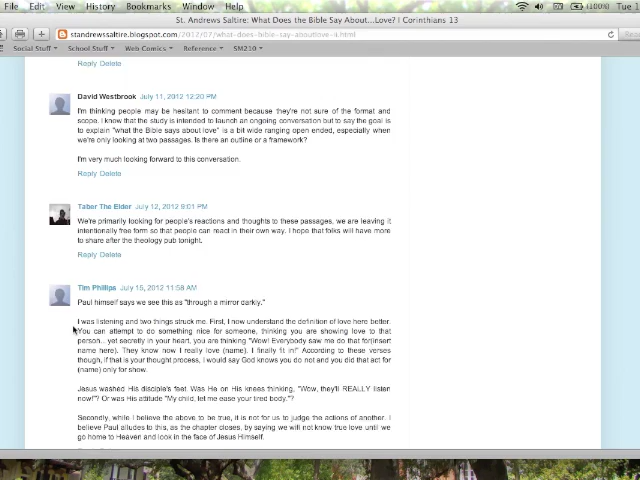 File Edit View History Bookmarks Window Help (100%) Tue 1
St. Andrews Saltire: What Does the Bible Say About...Love? I Corinthians 13
standrewssaltire.blogspot.com/2012/07/what-does-bible-say-aboutlove-ii.html
Social Stuff School Stuff Web Comics Reference SM210
Reply Delete
David Westbrook July 11, 2012 12:20 PM
I'm thinking people may be hesitant to comment because they're not sure of the format and
scope. I know that the study is intended to launch an ongoing conversation but to say the goal is
to explain "what the Bible says about love" is a bit wide ranging open ended, especially when
we're only looking at two passages. Is there an outline or a framework?
I'm very much looking forward to this conversation.
Reply Delete
Taber The Elder July 12, 2012 9:01 PM
We're primarily looking for people's reactions and thoughts to these passages, we are leaving it
intentionally free form so that people can react in their own way. I hope that folks will have more
to share after the theology pub tonight.
Reply Delete
Tim Phillips July 15, 2012 11:58 AM
Paul himself says we see this as "through a mirror darkly."
I was listening and two things struck me. First, I now understand the definition of love here better.
You can attempt to do something nice for someone, thinking you are showing love to that
person... yet secretly in your heart, you are thinking "Wow! Everybody saw me do that for(insert
name here). They know how I really love (name). I finally fit in!" According to these verses
though, if that is your thought process, I would say God knows you do not and you did that act for
(name) only for show.
Jesus washed His disciple's feet. Was He on His knees thinking, "Wow, they'll REALLY listen
now!"? Or was His attitude "My child, let me ease your tired body."?
Secondly, while I believe the above to be true, it is not for us to judge the actions of another. I
believe Paul alludes to this, as the chapter closes, by saying we will not know true love until we
go home to Heaven and look in the face of Jesus Himself.